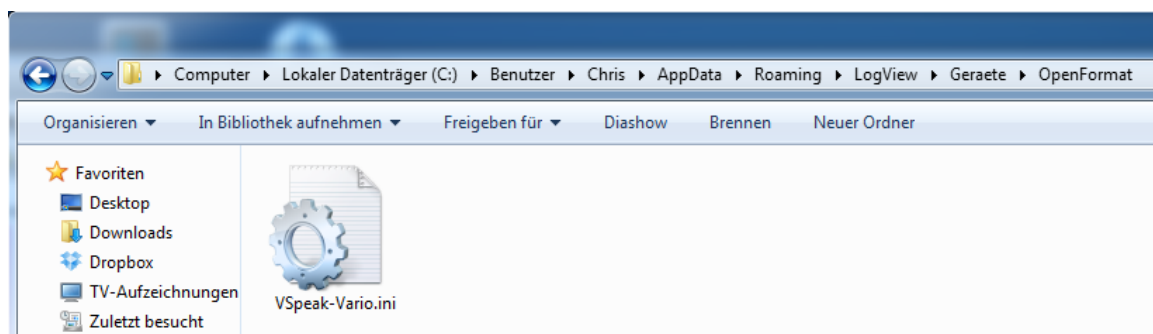 Computer Lokaler Datenträger (C:) Benutzer Chris AppData Roaming LogView Geraete OpenFormat
Organisieren In Bibliothek aufnehmen Freigeben für Diashow Brennen Neuer Ordner
Favoriten
Desktop
Downloads
Dropbox
TV-Aufzeichnungen
Zuletzt besucht
VSpeak-Vario.ini